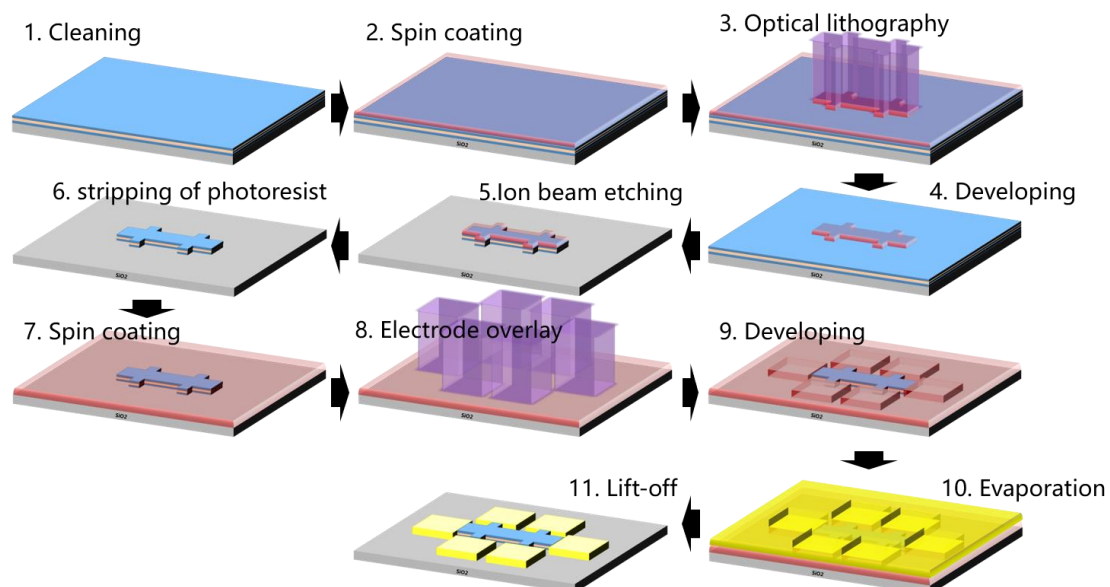 1. Cleaning
2. Spin coating
3. Optical lithography
SiO2
SiO2
6. stripping of photoresist
5.Ion beam etching
4. Developing
SiO2
SiO2
SiO2
SiO2
7. Spin coating
8. Electrode overlay
9. Developing
SiO2
SiO2
SiO2
11. Lift-off
10. Evaporation
SiO2